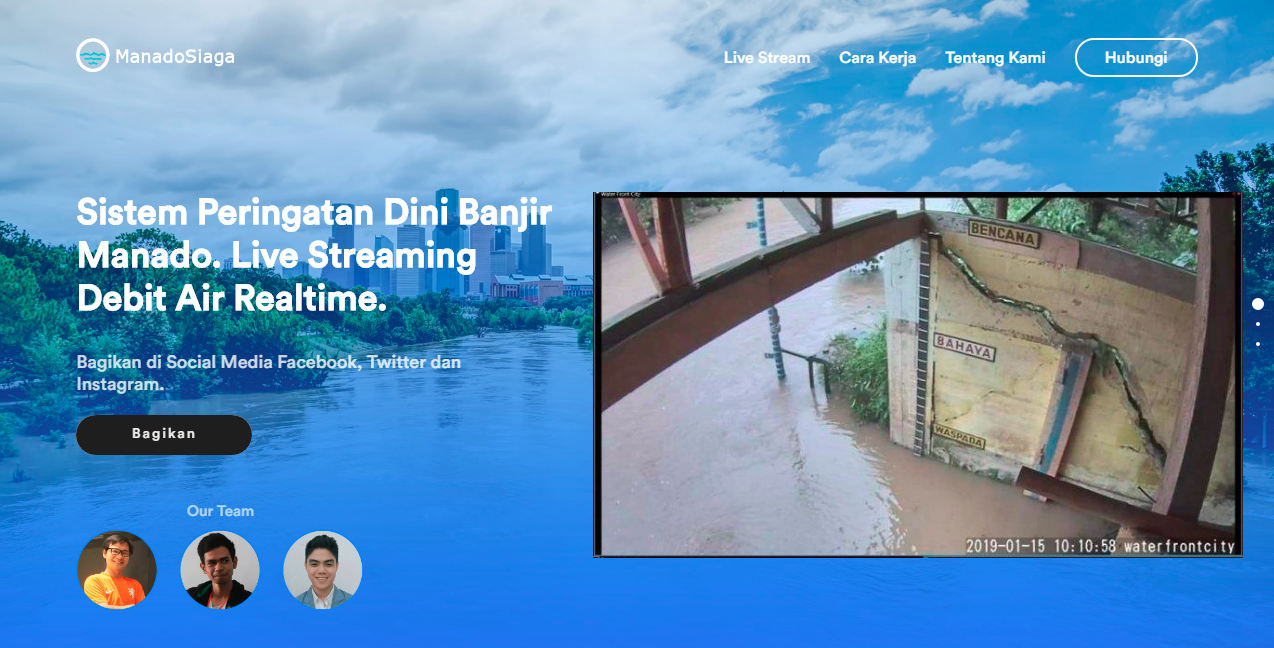 ManadoSiaga
Live Stream
Cara Kerja
Tentang Kami
Hubungi
Sistem Peringatan Dini Banjir
Manado. Live Streaming
Debit Air Realtime.
Bagikan di Social Media Facebook, Twitter dan
Instagram.
Bagikan
Our Team
Water Front City
BENCANA
BAHAYA
WASPADA
2019-01-15 10:10:58 waterfrontcity